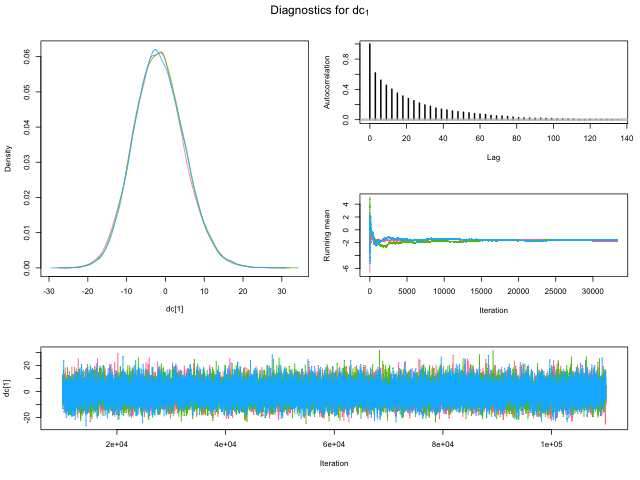 Diagnostics for dc1
Density
0.00 0.01 0.02 0.03 0.04 0.05 0.06
-30 -20 -10 0 10 20 30
dc[1]
Autocorrelation
0.0 0.4 0.8
0 20 40 60 80 100 120 140
Lag
Running mean
-6 -2 0 2 4
0 5000 10000 15000 20000 25000 30000
Iteration
dc[1]
-20 0 20
2e+04 4e+04 6e+04 8e+04 1e+05
Iteration